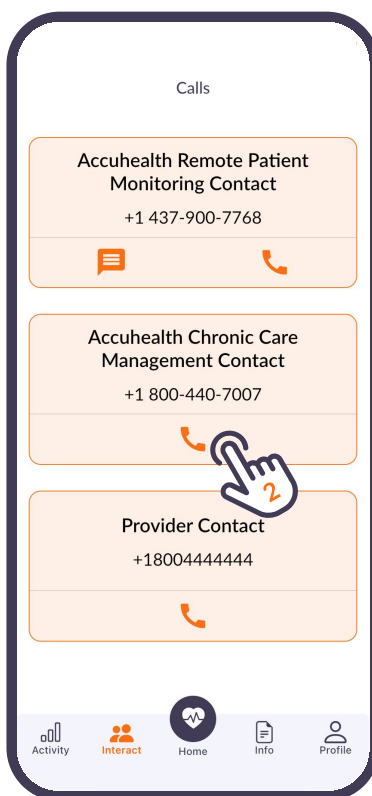 Calls
Accuhealth Remote Patient
Monitoring Contact
+1 437-900-7768
Accuhealth Chronic Care
Management Contact
+1 800-440-7007
2
Provider Contact
+18004444444
Activity
Interact
Home
Info
Profile